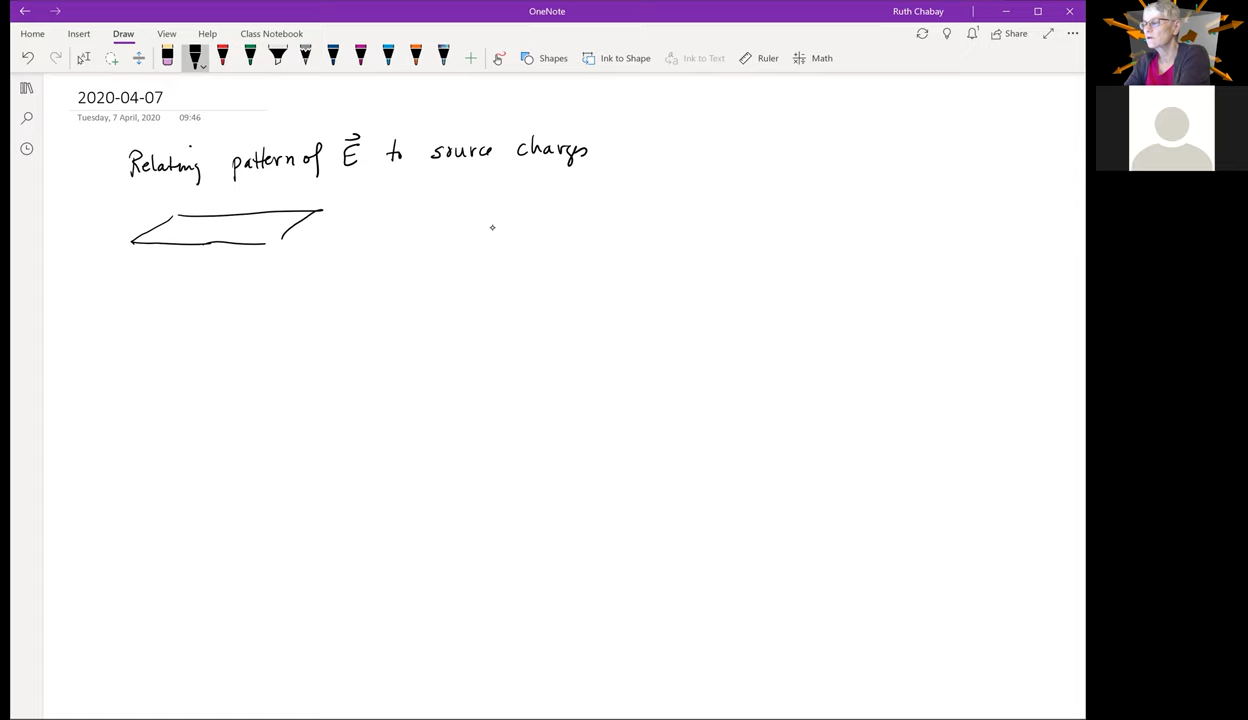 OneNote
Ruth Chabay
Home Insert Draw View Help Class Notebook
Share
Shapes Ink to Shape Ink to Text Ruler Math
2020-04-07
Tuesday, 7 April, 2020 09:46
Relating pattern of E⃗ to source charges